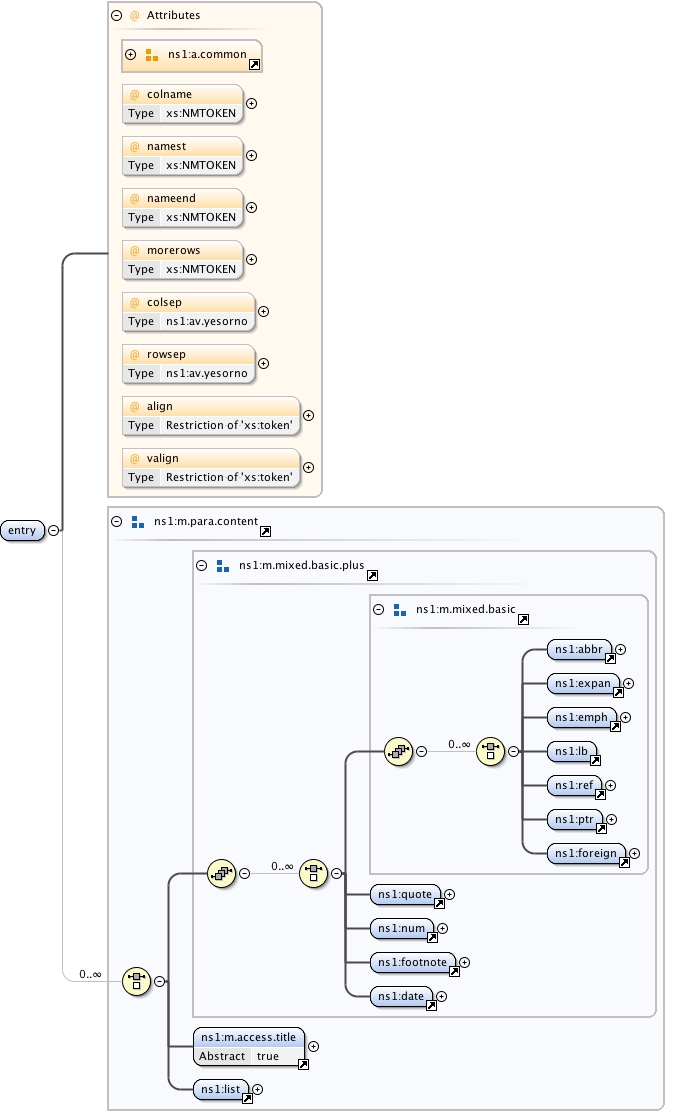 Attributes
ns1:a.common
@ colname
Type xs:NMTOKEN
@ namest
Type xs:NMTOKEN
@ nameend
Type xs:NMTOKEN
@ morerows
Type xs:NMTOKEN
@ colsep
Type ns1:av.yesorno
@ rowsep
Type ns1:av.yesorno
@ align
Type Restriction of 'xs:token'
@ valign
Type Restriction of 'xs:token'
entry
ns1:m.para.content
ns1:m.mixed.basic.plus
ns1:m.mixed.basic
ns1:abbr
ns1:expan
ns1:emph
0..∞
ns1:lb
ns1:ref
ns1:ptr
ns1:foreign
0..∞
ns1:quote
ns1:num
ns1:footnote
0..∞
ns1:date
ns1:m.access.title
Abstract true
ns1:list